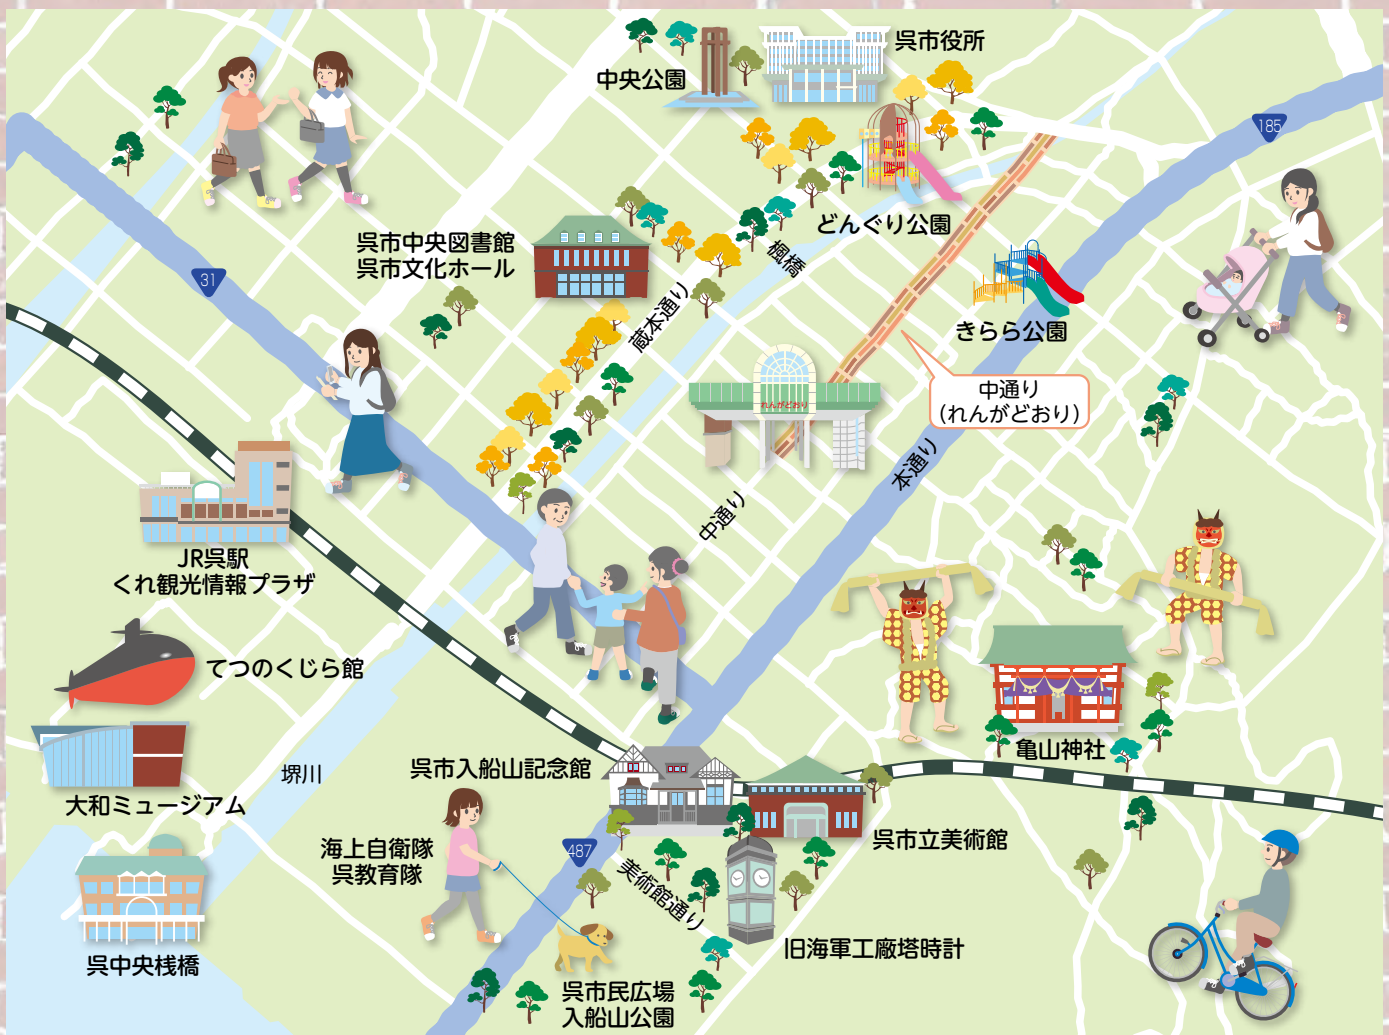 呉市役所
中央公園
185
どんぐり公園
呉市中央図書館
呉市文化ホール
楓橋
31
蔵本通り
きらら公園
中通り
(れんがどおり)
れんがどおり
本通り
中通り
JR呉駅
くれ観光情報プラザ
てつのくじら館
亀山神社
大和ミュージアム
堺川
呉市入船山記念館
呉市立美術館
海上自衛隊
呉教育隊
487
美術館通り
旧海軍工廠塔時計
呉中央桟橋
呉市民広場
入船山公園